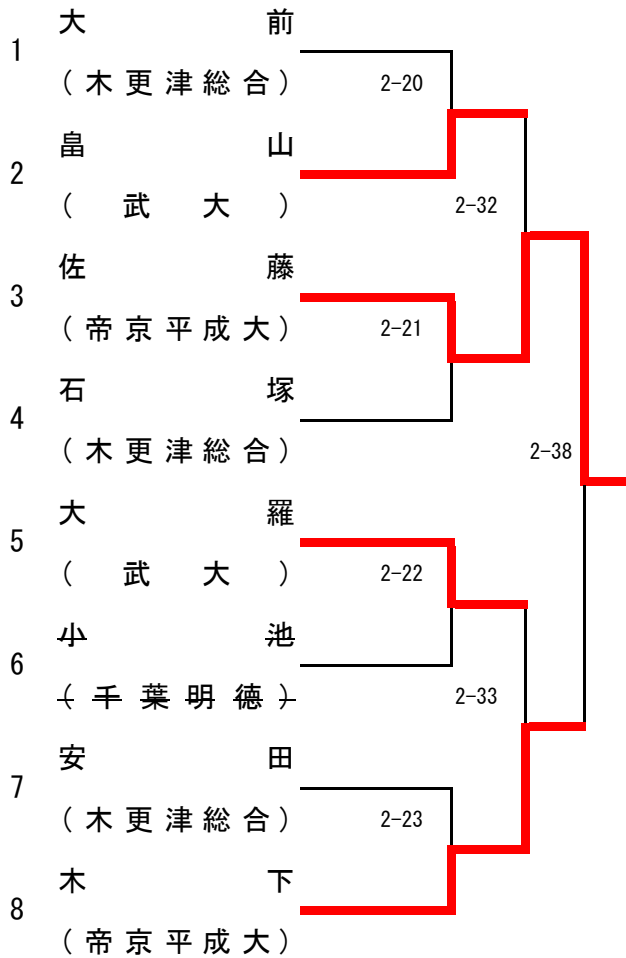 1 大前
(木更津総合)
2-20
2 畠山
(武大)
2-32
3 佐藤
(帝京平成大)
2-21
4 石塚
(木更津総合)
2-38
5 大羅
(武大)
2-22
6 小池
(千葉明徳)
2-33
7 安田
(木更津総合)
2-23
8 木下
(帝京平成大)